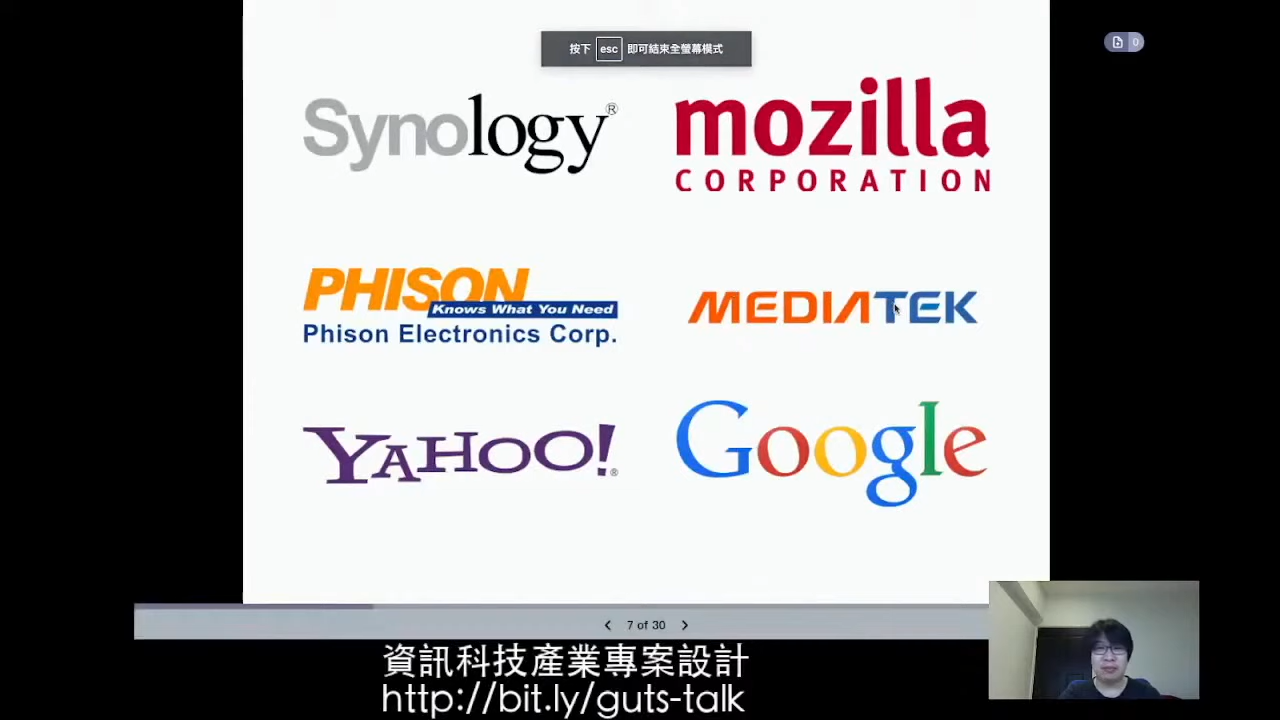 按下 esc 即可結束全螢幕模式
0
Synology®
mozilla
CORPORATION
PHISON
Knows What You Need
Phison Electronics Corp.
MEDIATEK
YAHOO!®
Google
7 of 30
資訊科技產業專案設計
http://bit.ly/guts-talk